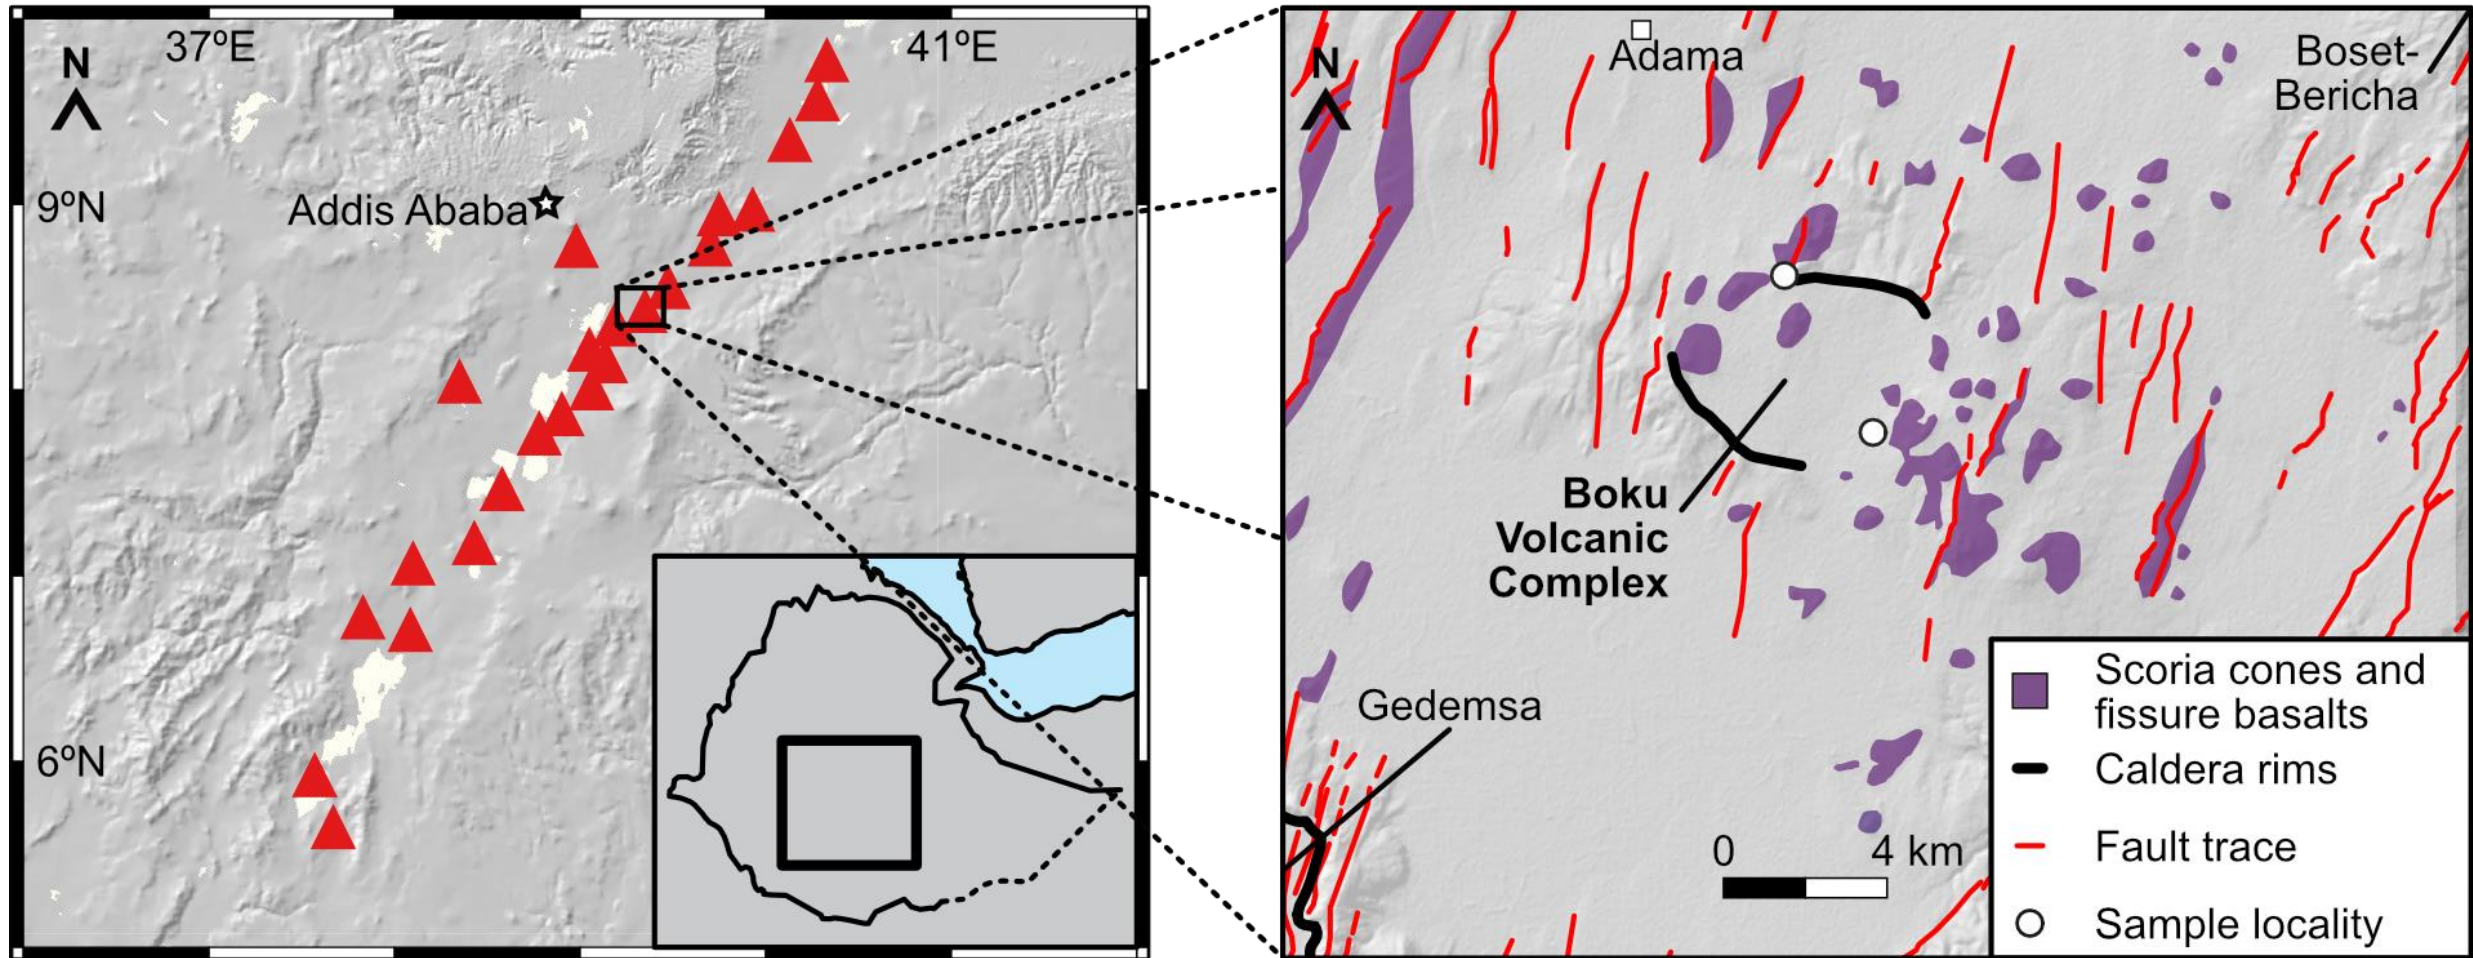 37ºE
41ºE
N
9ºN
Addis Ababa
6ºN
Adama
N
Boset-
Bericha
Boku
Volcanic
Complex
Gedemsa
0
4 km
Scoria cones and
fissure basalts
Caldera rims
Fault trace
Sample locality